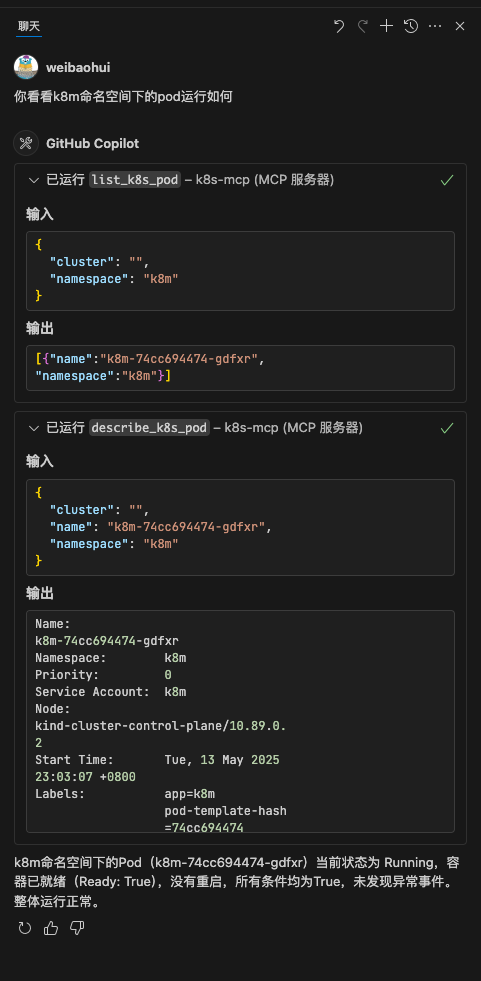 聊天
weibaohui
你看看k8m命名空间下的pod运行如何
GitHub Copilot
已运行 list_k8s_pod – k8s-mcp (MCP 服务器)
输入
{
"cluster": "",
"namespace": "k8m"
}
输出
[{"name":"k8m-74cc694474-gdfxr",
"namespace":"k8m"}]
已运行 describe_k8s_pod – k8s-mcp (MCP 服务器)
输入
{
"cluster": "",
"name": "k8m-74cc694474-gdfxr",
"namespace": "k8m"
}
输出
Name:
k8m-74cc694474-gdfxr
Namespace: k8m
Priority: 0
Service Account: k8m
Node:
kind-cluster-control-plane/10.89.0.
2
Start Time: Tue, 13 May 2025
23:03:07 +0800
Labels: app=k8m
pod-template-hash
=74cc694474
k8m命名空间下的Pod（k8m-74cc694474-gdfxr）当前状态为 Running，容
器已就绪（Ready: True），没有重启，所有条件均为True，未发现异常事件。
整体运行正常。